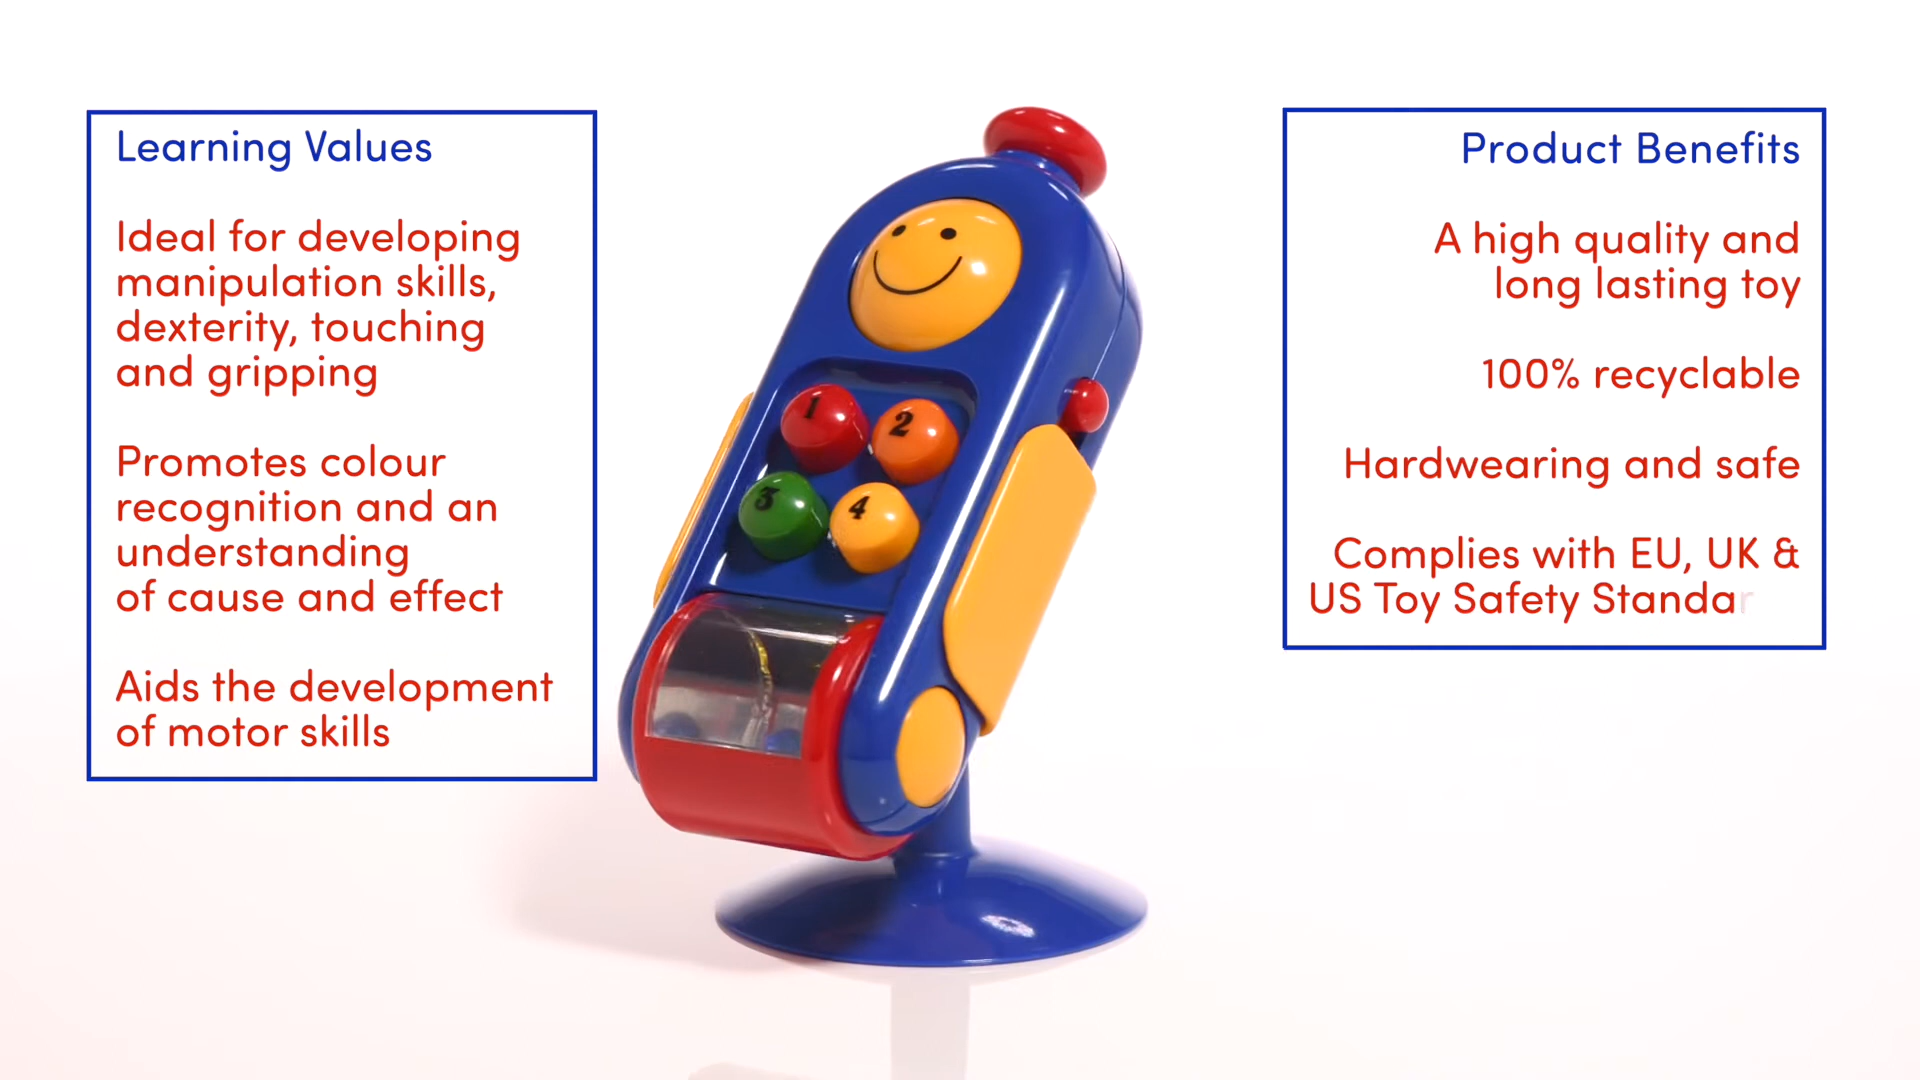 Learning Values
Ideal for developing
manipulation skills,
dexterity, touching
and gripping
Promotes colour
recognition and an
understanding
of cause and effect
Aids the development
of motor skills
1
2
3
4
Product Benefits
A high quality and
long lasting toy
100% recyclable
Hardwearing and safe
Complies with EU, UK &
US Toy Safety Standar